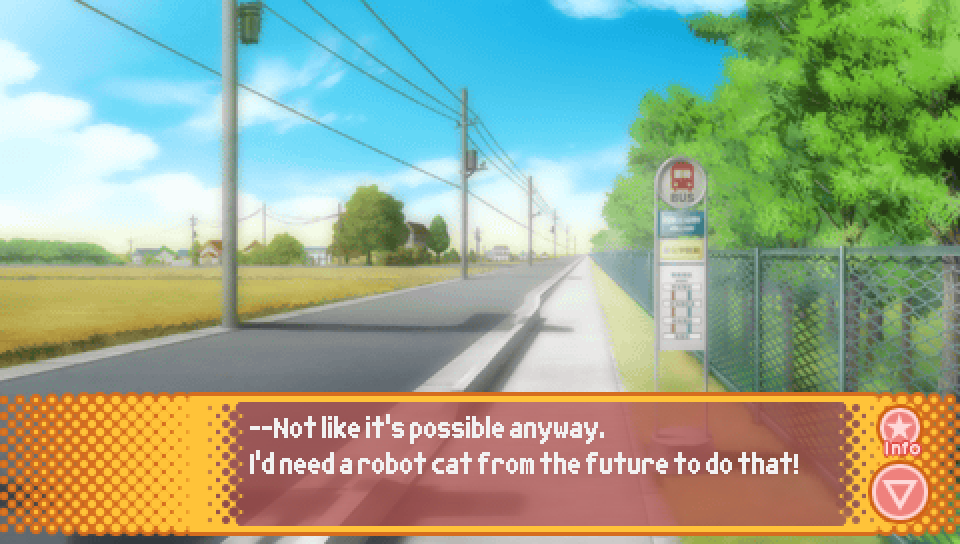 BUS
--Not like it's possible anyway.
I'd need a robot cat from the future to do that!
Info